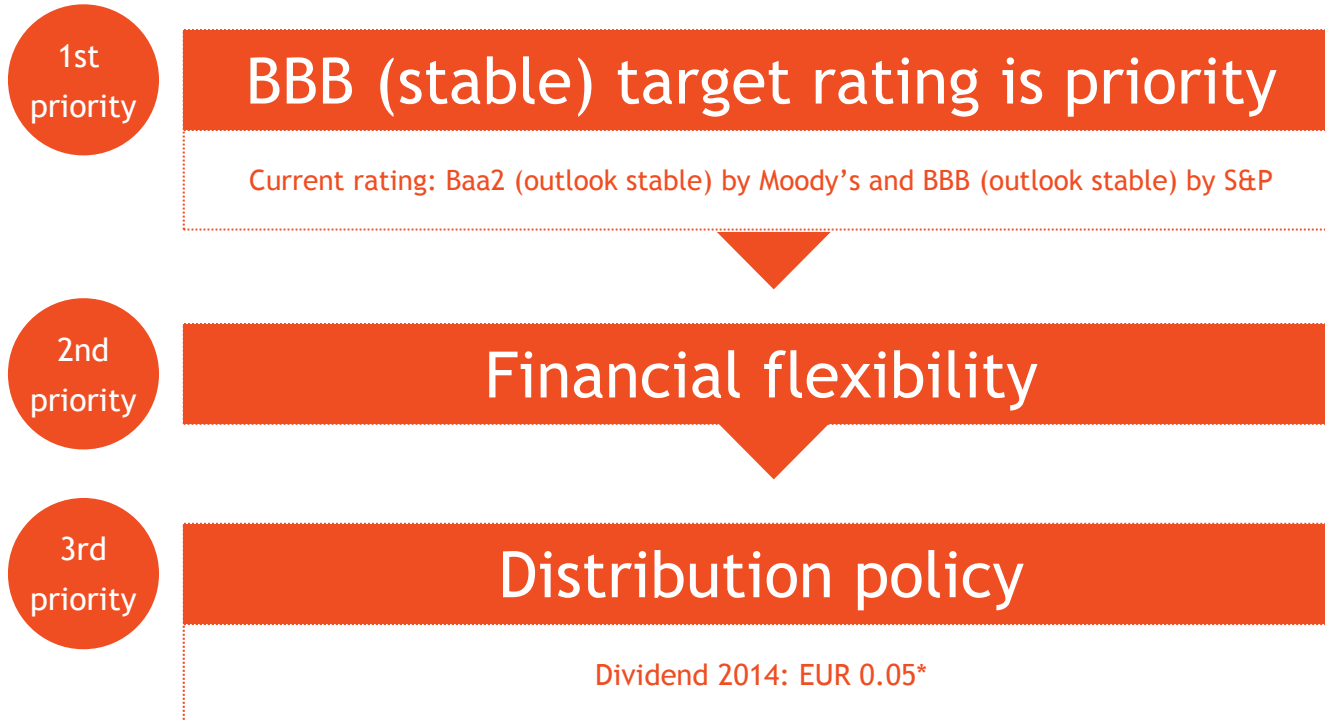 1st
priority
BBB (stable) target rating is priority
Current rating: Baa2 (outlook stable) by Moody’s and BBB (outlook stable) by S&P
2nd
priority
Financial flexibility
3rd
priority
Distribution policy
Dividend 2014: EUR 0.05*